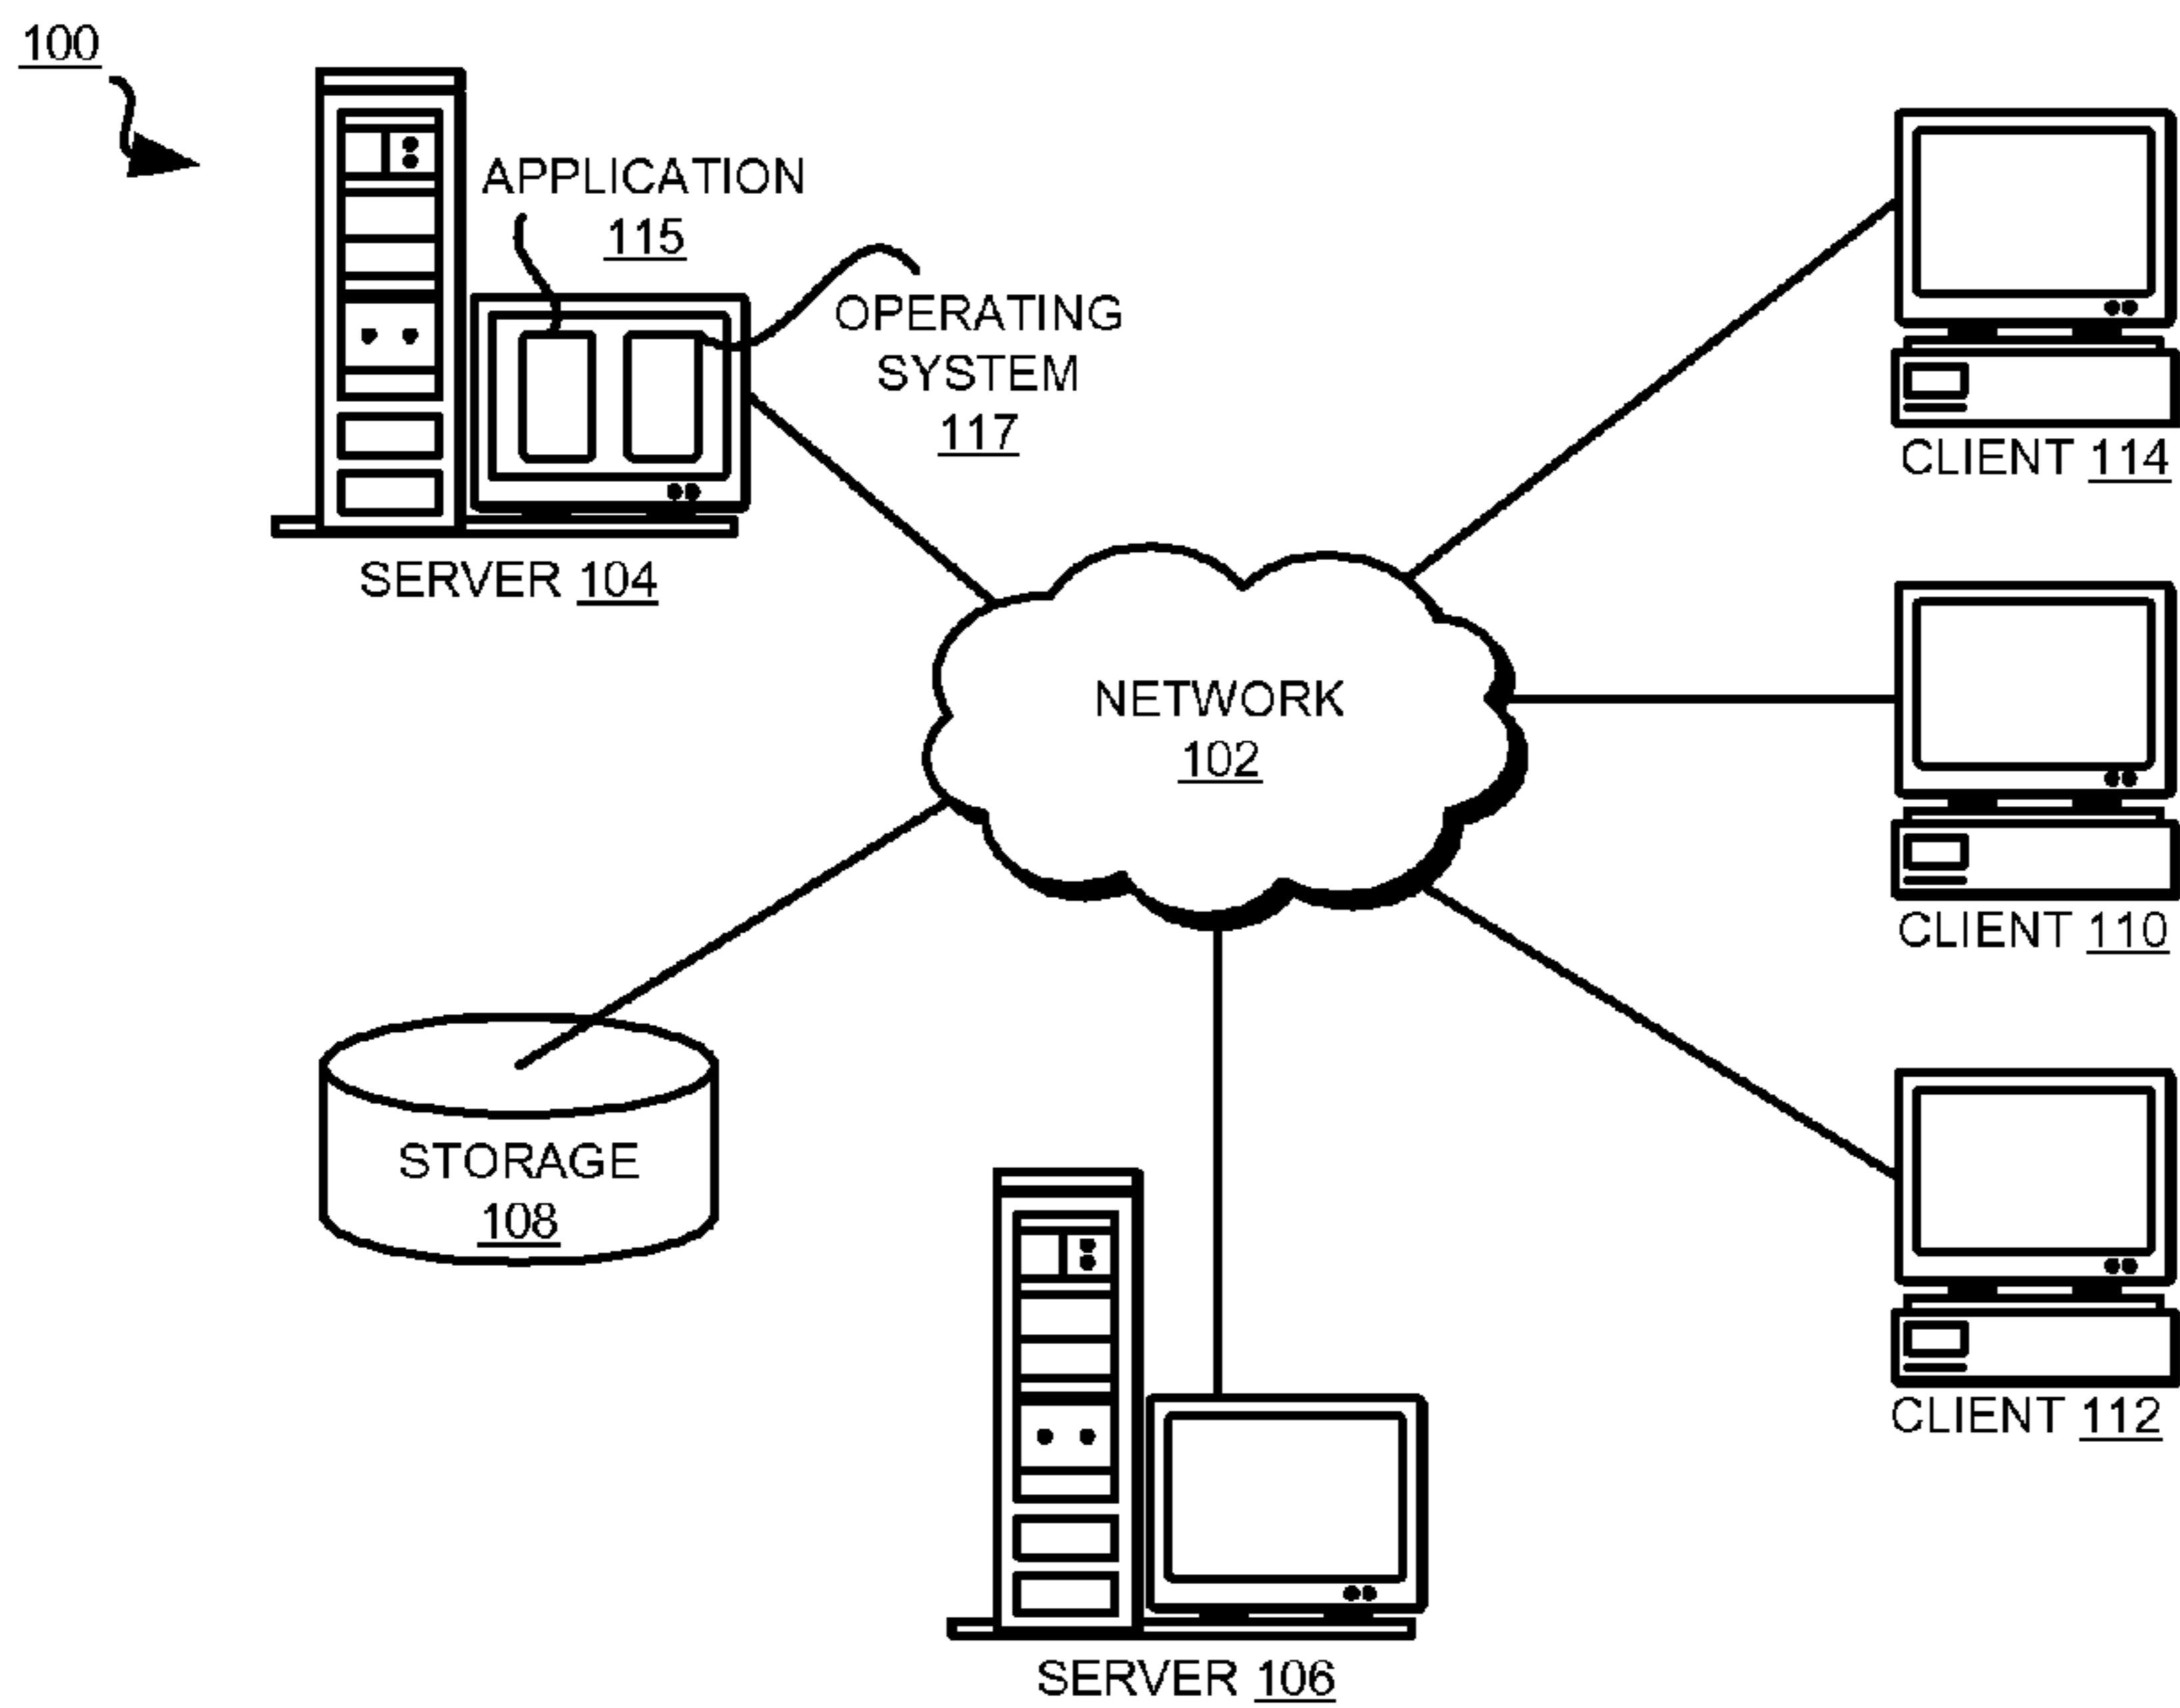 100
APPLICATION
115
OPERATING
SYSTEM
117
CLIENT 114
SERVER 104
NETWORK
102
CLIENT 110
STORAGE
108
CLIENT 112
SERVER 106